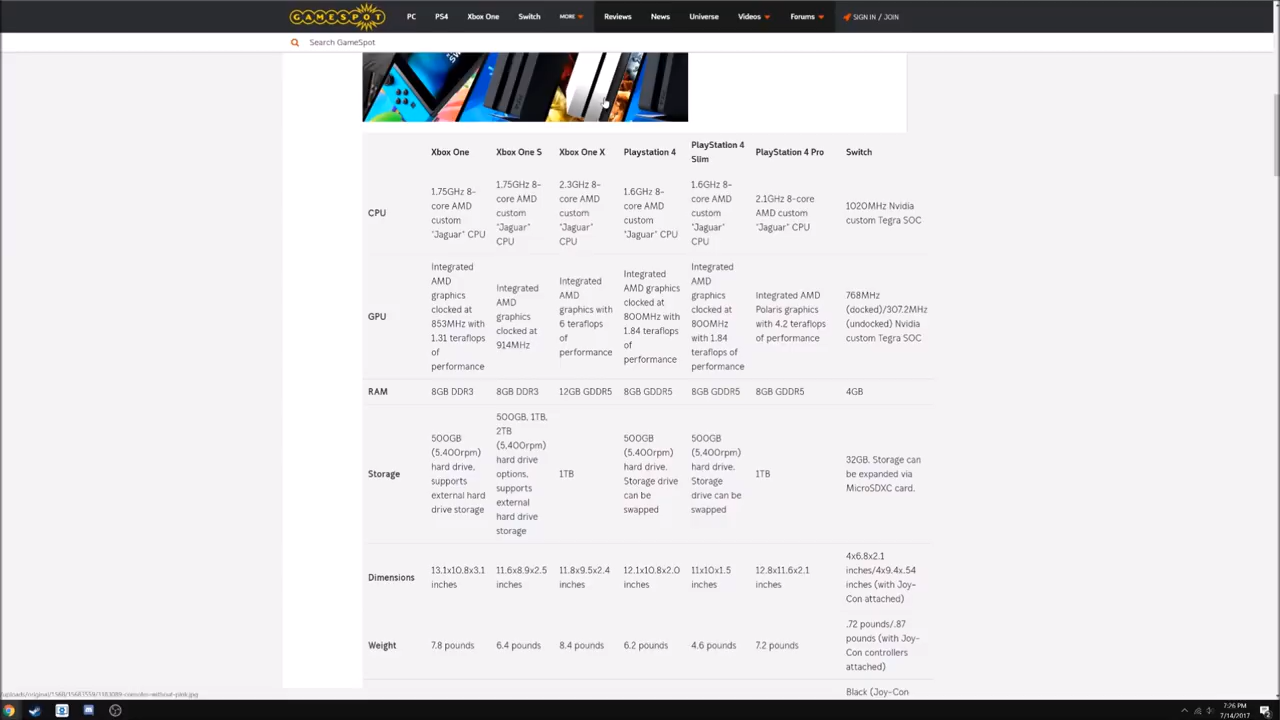 GAMESPOT PC PS4 Xbox One Switch MORE Reviews News Universe Videos Forums SIGN IN / JOIN
Search GameSpot
Xbox One Xbox One S Xbox One X Playstation 4 PlayStation 4 Slim PlayStation 4 Pro Switch
CPU
1.75GHz 8-
core AMD
custom
"Jaguar" CPU
1.75GHz 8-
core AMD
custom
"Jaguar"
CPU
2.3GHz 8-
core AMD
custom
"Jaguar"
CPU
1.6GHz 8-
core AMD
custom
"Jaguar" CPU
1.6GHz 8-
core AMD
custom
"Jaguar"
CPU
2.1GHz 8-core
AMD custom
"Jaguar" CPU
1020MHz Nvidia
custom Tegra SOC
GPU
Integrated
AMD
graphics
clocked at
853MHz with
1.31 teraflops
of
performance
Integrated
AMD
graphics
clocked at
914MHz
Integrated
AMD
graphics with
6 teraflops
of
performance
Integrated
AMD graphics
clocked at
800MHz with
1.84
teraflops of
performance
Integrated
AMD
graphics
clocked at
800MHz
with 1.84
teraflops of
performance
Integrated AMD
Polaris graphics
with 4.2 teraflops
of performance
768MHz
(docked)/307.2MHz
(undocked) Nvidia
custom Tegra SOC
RAM 8GB DDR3 8GB DDR3 12GB GDDR5 8GB GDDR5 8GB GDDR5 8GB GDDR5 4GB
Storage
500GB
(5,400rpm)
hard drive,
supports
external hard
drive storage
500GB, 1TB,
2TB
(5,400rpm)
hard drive
options,
supports
external
hard drive
storage
1TB
500GB
(5,400rpm)
hard drive.
Storage drive
can be
swapped
500GB
(5,400rpm)
hard drive.
Storage
drive can be
swapped
1TB
32GB. Storage can
be expanded via
MicroSDXC card.
Dimensions
13.1x10.8x3.1
inches
11.6x8.9x2.5
inches
11.8x9.5x2.4
inches
12.1x10.8x2.0
inches
11x10x1.5
inches
12.8x11.6x2.1
inches
4x6.8x2.1
inches/4x9.4x.54
inches (with Joy-
Con attached)
Weight 7.8 pounds 6.4 pounds 8.4 pounds 6.2 pounds 4.6 pounds 7.2 pounds
.72 pounds/.87
pounds (with Joy-
Con controllers
attached)
Black (Joy-Con
7:26 PM
7/14/2017